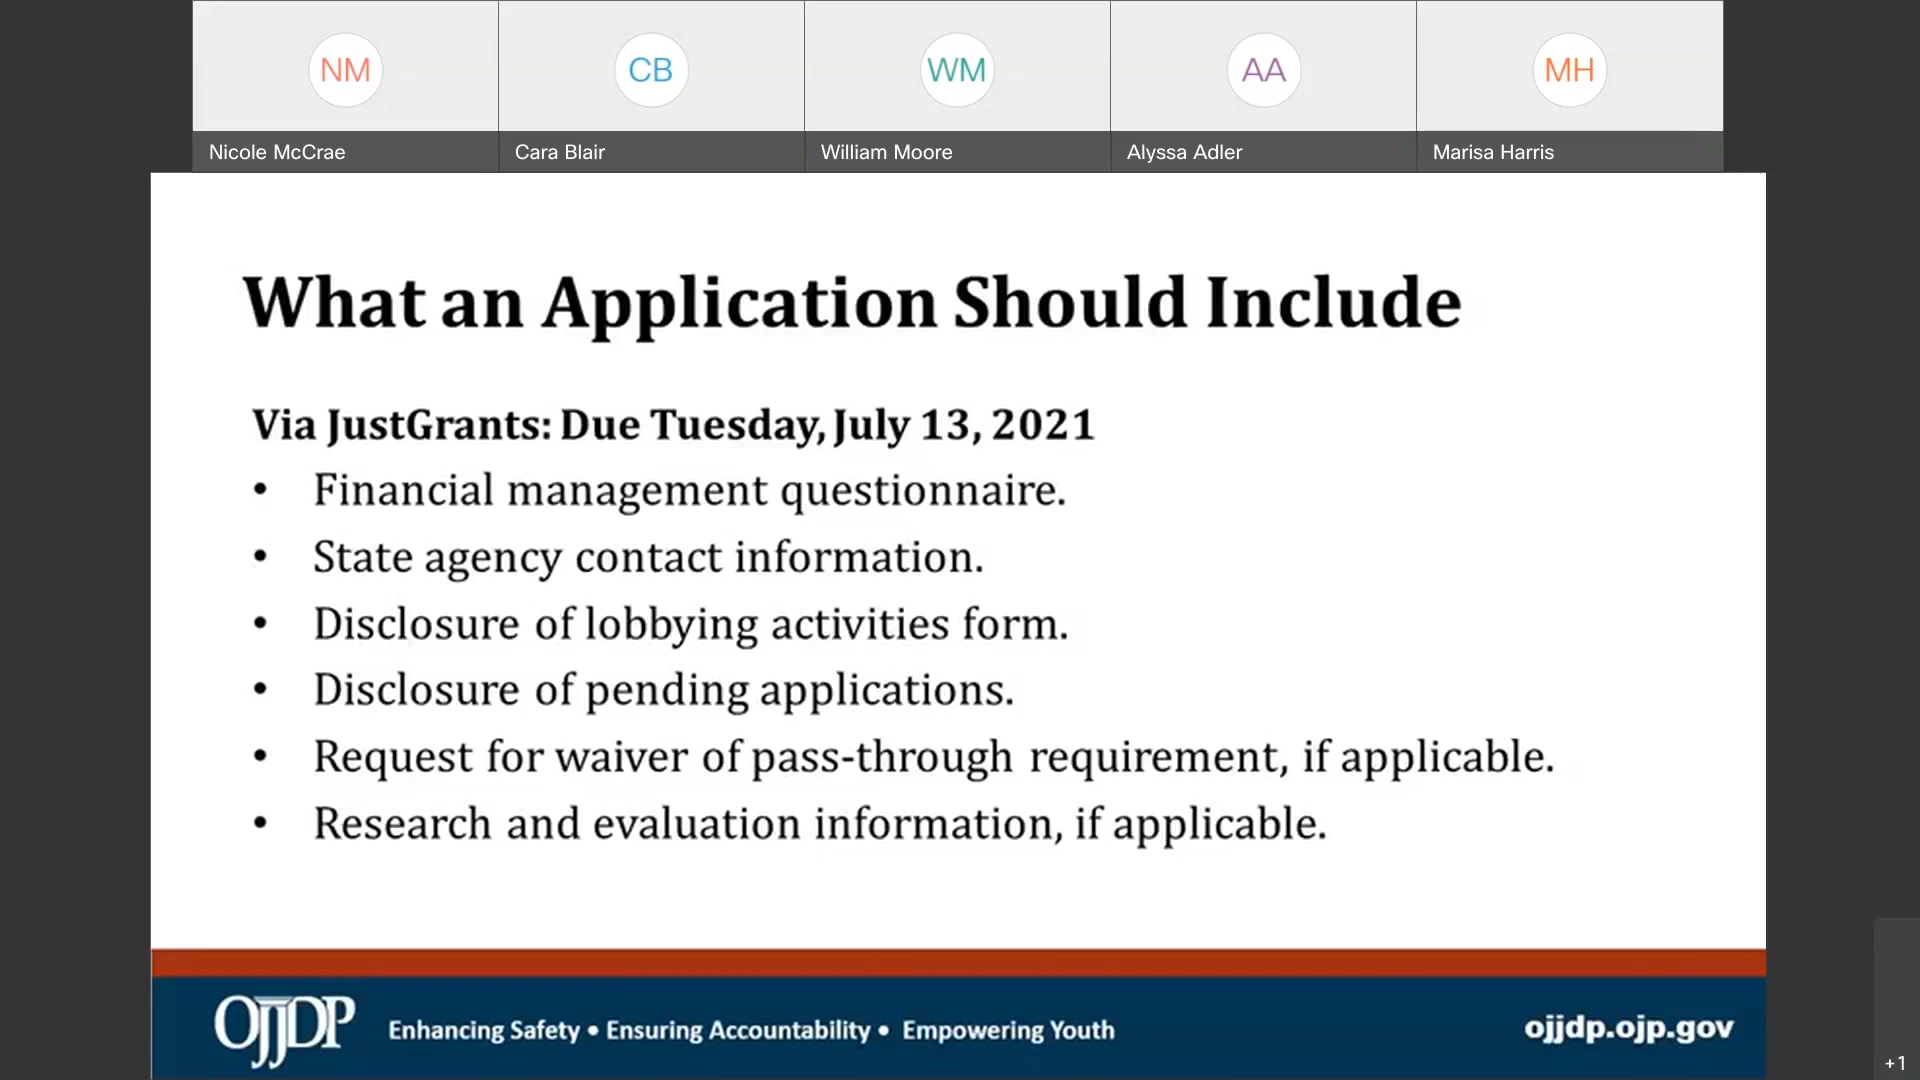 NM CB WM AA MH
Nicole McCrae Cara Blair William Moore Alyssa Adler Marisa Harris
What an Application Should Include
Via JustGrants: Due Tuesday, July 13, 2021
• Financial management questionnaire.
• State agency contact information.
• Disclosure of lobbying activities form.
• Disclosure of pending applications.
• Request for waiver of pass-through requirement, if applicable.
• Research and evaluation information, if applicable.
OJJDP Enhancing Safety • Ensuring Accountability • Empowering Youth ojjdp.ojp.gov
+1